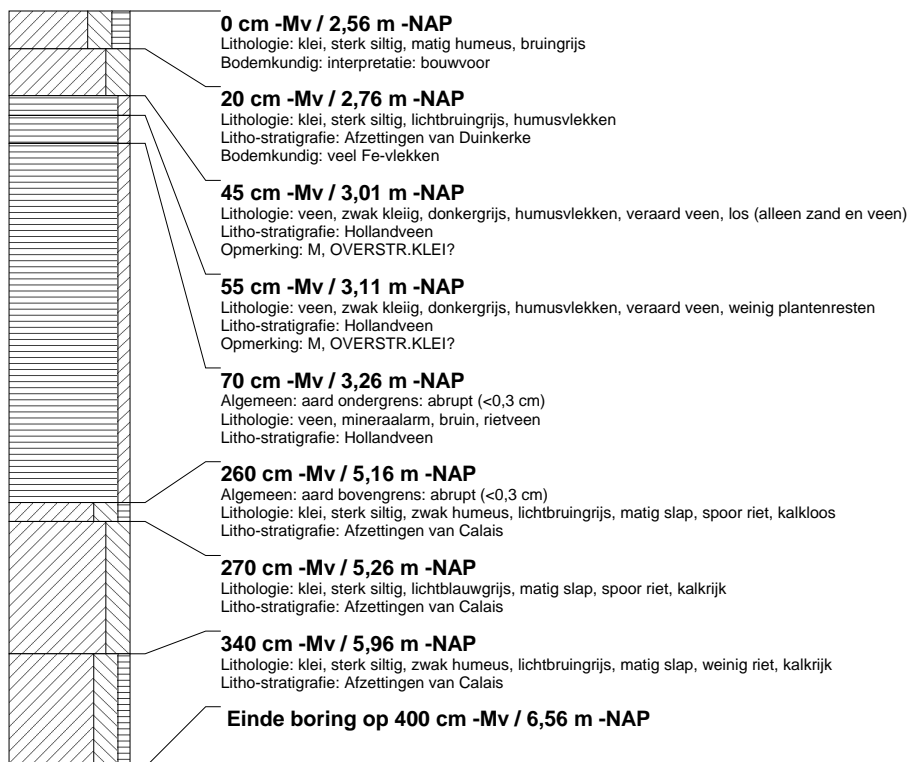 0 cm -Mv / 2,56 m -NAP
Lithologie: klei, sterk siltig, matig humeus, bruingrijs
Bodemkundig: interpretatie: bouwvoor
20 cm -Mv / 2,76 m -NAP
Lithologie: klei, sterk siltig, lichtbruingrijs, humusvlekken
Litho-stratigrafie: Afzettingen van Duinkerke
Bodemkundig: veel Fe-vlekken
45 cm -Mv / 3,01 m -NAP
Lithologie: veen, zwak kleiig, donkergrijs, humusvlekken, veraard veen, los (alleen zand en veen)
Litho-stratigrafie: Hollandveen
Opmerking: M, OVERSTR.KLEI?
55 cm -Mv / 3,11 m -NAP
Lithologie: veen, zwak kleiig, donkergrijs, humusvlekken, veraard veen, weinig plantenresten
Litho-stratigrafie: Hollandveen
Opmerking: M, OVERSTR.KLEI?
70 cm -Mv / 3,26 m -NAP
Algemeen: aard ondergrens: abrupt (<0,3 cm)
Lithologie: veen, mineraalarm, bruin, rietveen
Litho-stratigrafie: Hollandveen
260 cm -Mv / 5,16 m -NAP
Algemeen: aard bovengrens: abrupt (<0,3 cm)
Lithologie: klei, sterk siltig, zwak humeus, lichtbruingrijs, matig slap, spoor riet, kalkloos
Litho-stratigrafie: Afzettingen van Calais
270 cm -Mv / 5,26 m -NAP
Lithologie: klei, sterk siltig, lichtblauwgrijs, matig slap, spoor riet, kalkrijk
Litho-stratigrafie: Afzettingen van Calais
340 cm -Mv / 5,96 m -NAP
Lithologie: klei, sterk siltig, zwak humeus, lichtbruingrijs, matig slap, weinig riet, kalkrijk
Litho-stratigrafie: Afzettingen van Calais
Einde boring op 400 cm -Mv / 6,56 m -NAP